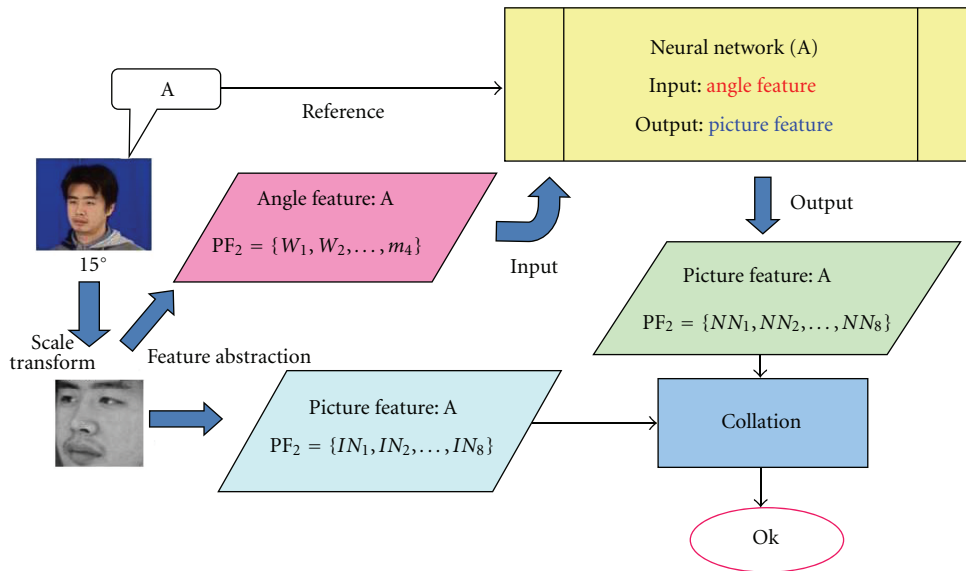 A
Reference
Neural network (A)
Input: angle feature
Output: picture feature
15°
Angle feature: A
PF₂ = {W₁, W₂, . . . , m₄}
Input
Output
Picture feature: A
PF₂ = {NN₁, NN₂, . . . , NN₈}
Scale
transform
Feature abstraction
Picture feature: A
PF₂ = {IN₁, IN₂, . . . , IN₈}
Collation
Ok